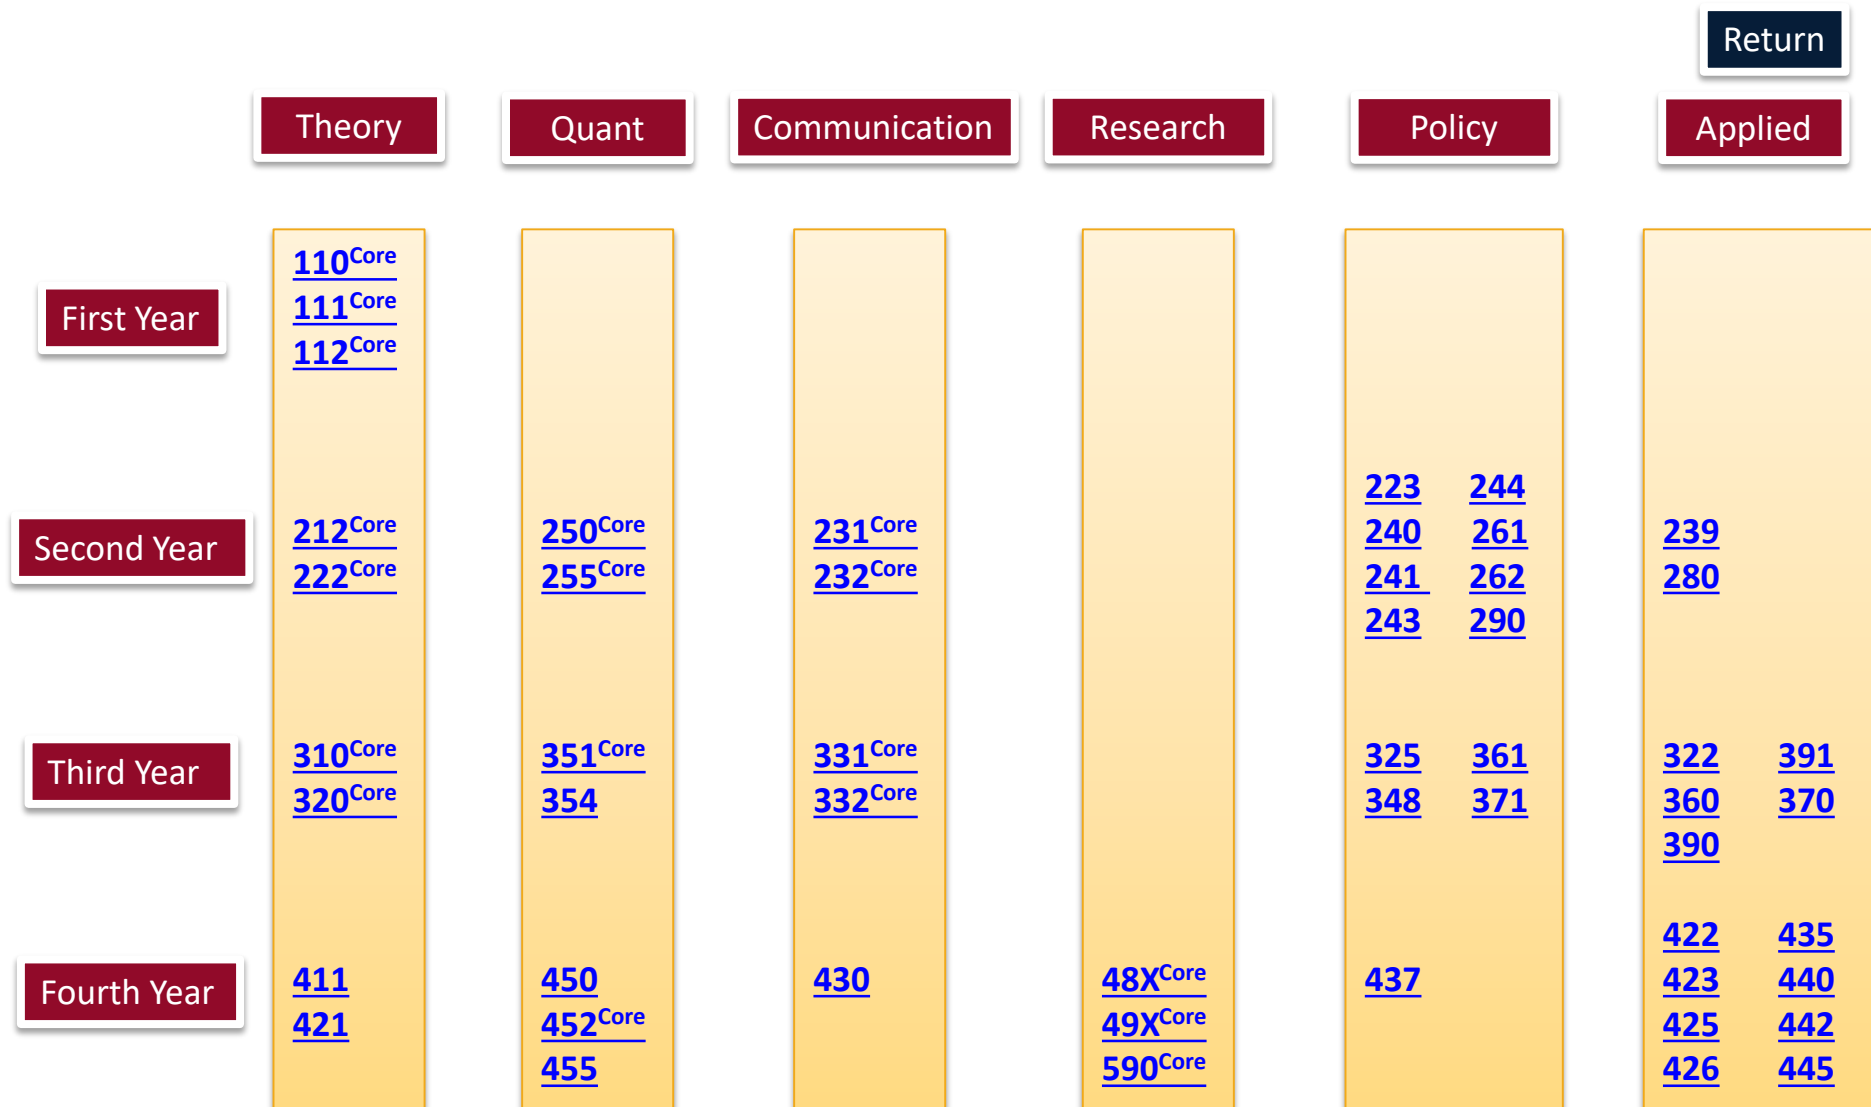 Return
Theory Quant Communication Research Policy Applied
First Year
110Core
111Core
112Core
Second Year
223 244
212Core 250Core 231Core 240 261 239
222Core 255Core 232Core 241 262 280
243 290
Third Year
310Core 351Core 331Core 325 361 322 391
320Core 354 332Core 348 371 360 370
390
Fourth Year
422 435
411 450 430 48XCore 437 423 440
421 452Core 49XCore 425 442
455 590Core 426 445